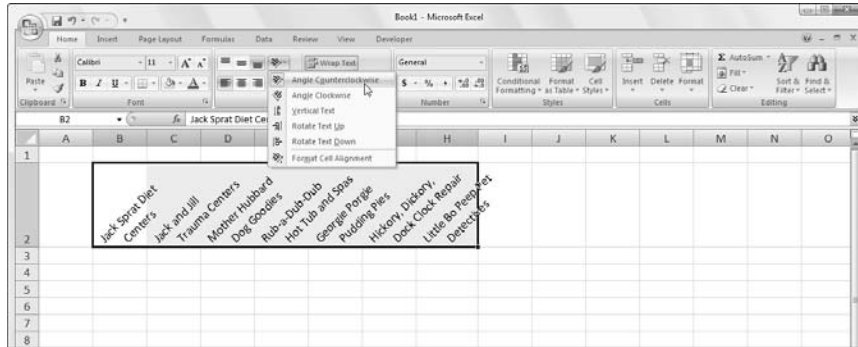 Book1 - Microsoft Excel
Home Insert Page Layout Formulas Data Review View Developer
Paste
Clipboard
Calibri 11
B I U
Font
Wrap Text
General
$ % ,
Number
Conditional Formatting
Format as Table
Cell Styles
Styles
Insert Delete Format
Cells
Σ AutoSum
Fill
Clear
Sort & Filter
Find & Select
Editing
Angle Counterclockwise
Angle Clockwise
Vertical Text
Rotate Text Up
Rotate Text Down
Format Cell Alignment
B2 fx Jack Sprat Diet Ce
A B C D H I J K L M N O
1
2
Jack Sprat Diet
Centers
Jack and Jill
Trauma Centers
Mother Hubbard
Dog Goodies
Rub-a-Dub-Dub
Hot Tub and Spas
Georgie Porgie
Pudding Pies
Hickory, Dickory,
Dock Clock Repair
Little Bo Peep Pet
Detectives
3
4
5
6
7
8